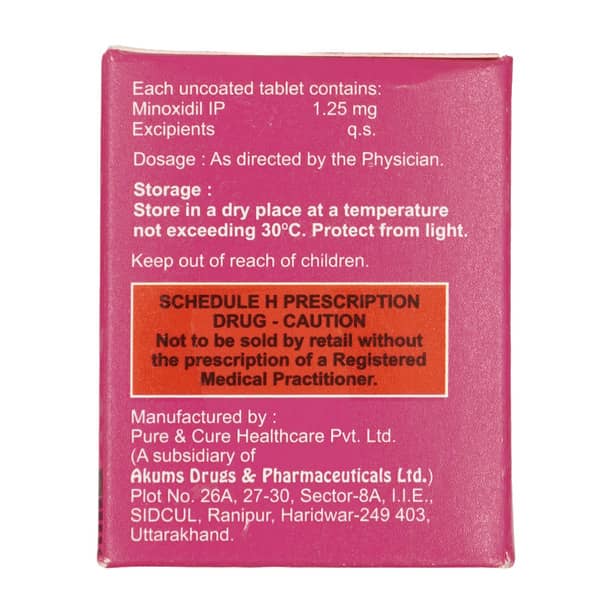 Each uncoated tablet contains:
Minoxidil IP 1.25 mg
Excipients q.s.
Dosage : As directed by the Physician.
Storage :
Store in a dry place at a temperature
not exceeding 30ºC. Protect from light.
Keep out of reach of children.
SCHEDULE H PRESCRIPTION
DRUG - CAUTION
Not to be sold by retail without
the prescription of a Registered
Medical Practitioner.
Manufactured by :
Pure & Cure Healthcare Pvt. Ltd.
(A subsidiary of
Akums Drugs & Pharmaceuticals Ltd.)
Plot No. 26A, 27-30, Sector-8A, I.I.E.,
SIDCUL, Ranipur, Haridwar-249 403,
Uttarakhand.